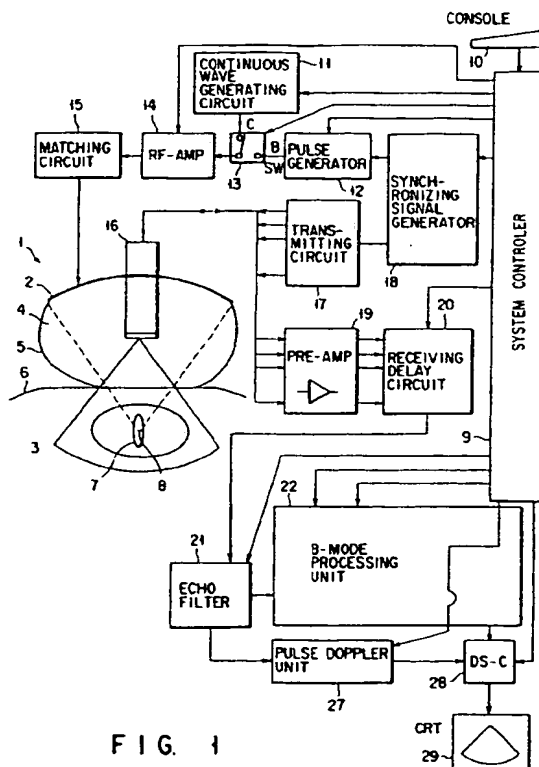 CONSOLE
10
11
CONTINUOUS
WAVE
GENERATING
CIRCUIT
15
14
MATCHING
CIRCUIT
RF-AMP
C
B
SW
13
PULSE
GENERATOR
12
SYNCH-
RONIZING
SIGNAL
GENERATOR
18
16
TRANS-
MITTING
CIRCUIT
17
1
2
4
5
6
3
7
8
19
PRE-AMP
20
RECEIVING
DELAY
CIRCUIT
SYSTEM CONTROLER
9
22
B-MODE
PROCESSING
UNIT
21
ECHO
FILTER
PULSE DOPPLER
UNIT
27
DS-C
28
CRT
29
FIG. 1